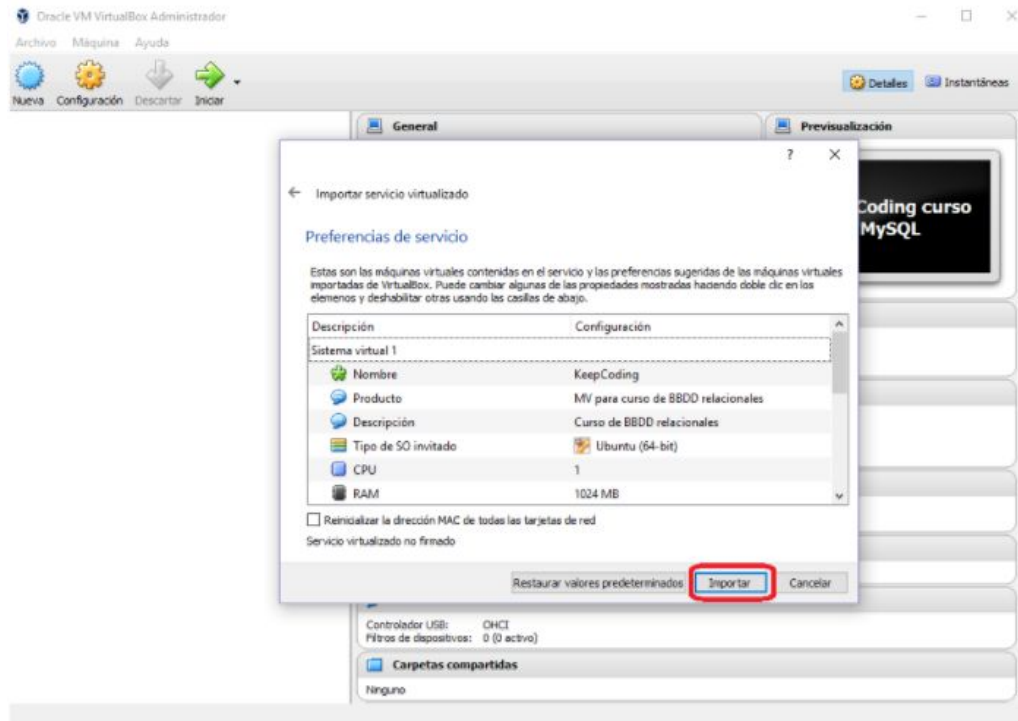 Oracle VM VirtualBox Administrador
Archivo Máquina Ayuda
Nueva Configuración Descartar Iniciar
Detalles Instantáneas
General
Previsualización
Coding curso
MySQL
?
Importar servicio virtualizado
Preferencias de servicio
Estas son las máquinas virtuales contenidas en el servicio y las preferencias sugeridas de las máquinas virtuales
importadas de VirtualBox. Puede cambiar algunas de las propiedades mostradas haciendo doble clic en los
elemenos y deshabilitar otras usando las casillas de abajo.
Descripción Configuración
Sistema virtual 1
Nombre KeepCoding
Producto MV para curso de BBDD relacionales
Descripción Curso de BBDD relacionales
Tipo de SO invitado Ubuntu (64-bit)
CPU 1
RAM 1024 MB
Reinicializar la dirección MAC de todas las tarjetas de red
Servicio virtualizado no firmado
Restaurar valores predeterminados Importar Cancelar
Controlador USB: OHCI
Filtros de dispositivos: 0 (0 activo)
Carpetas compartidas
Ninguno